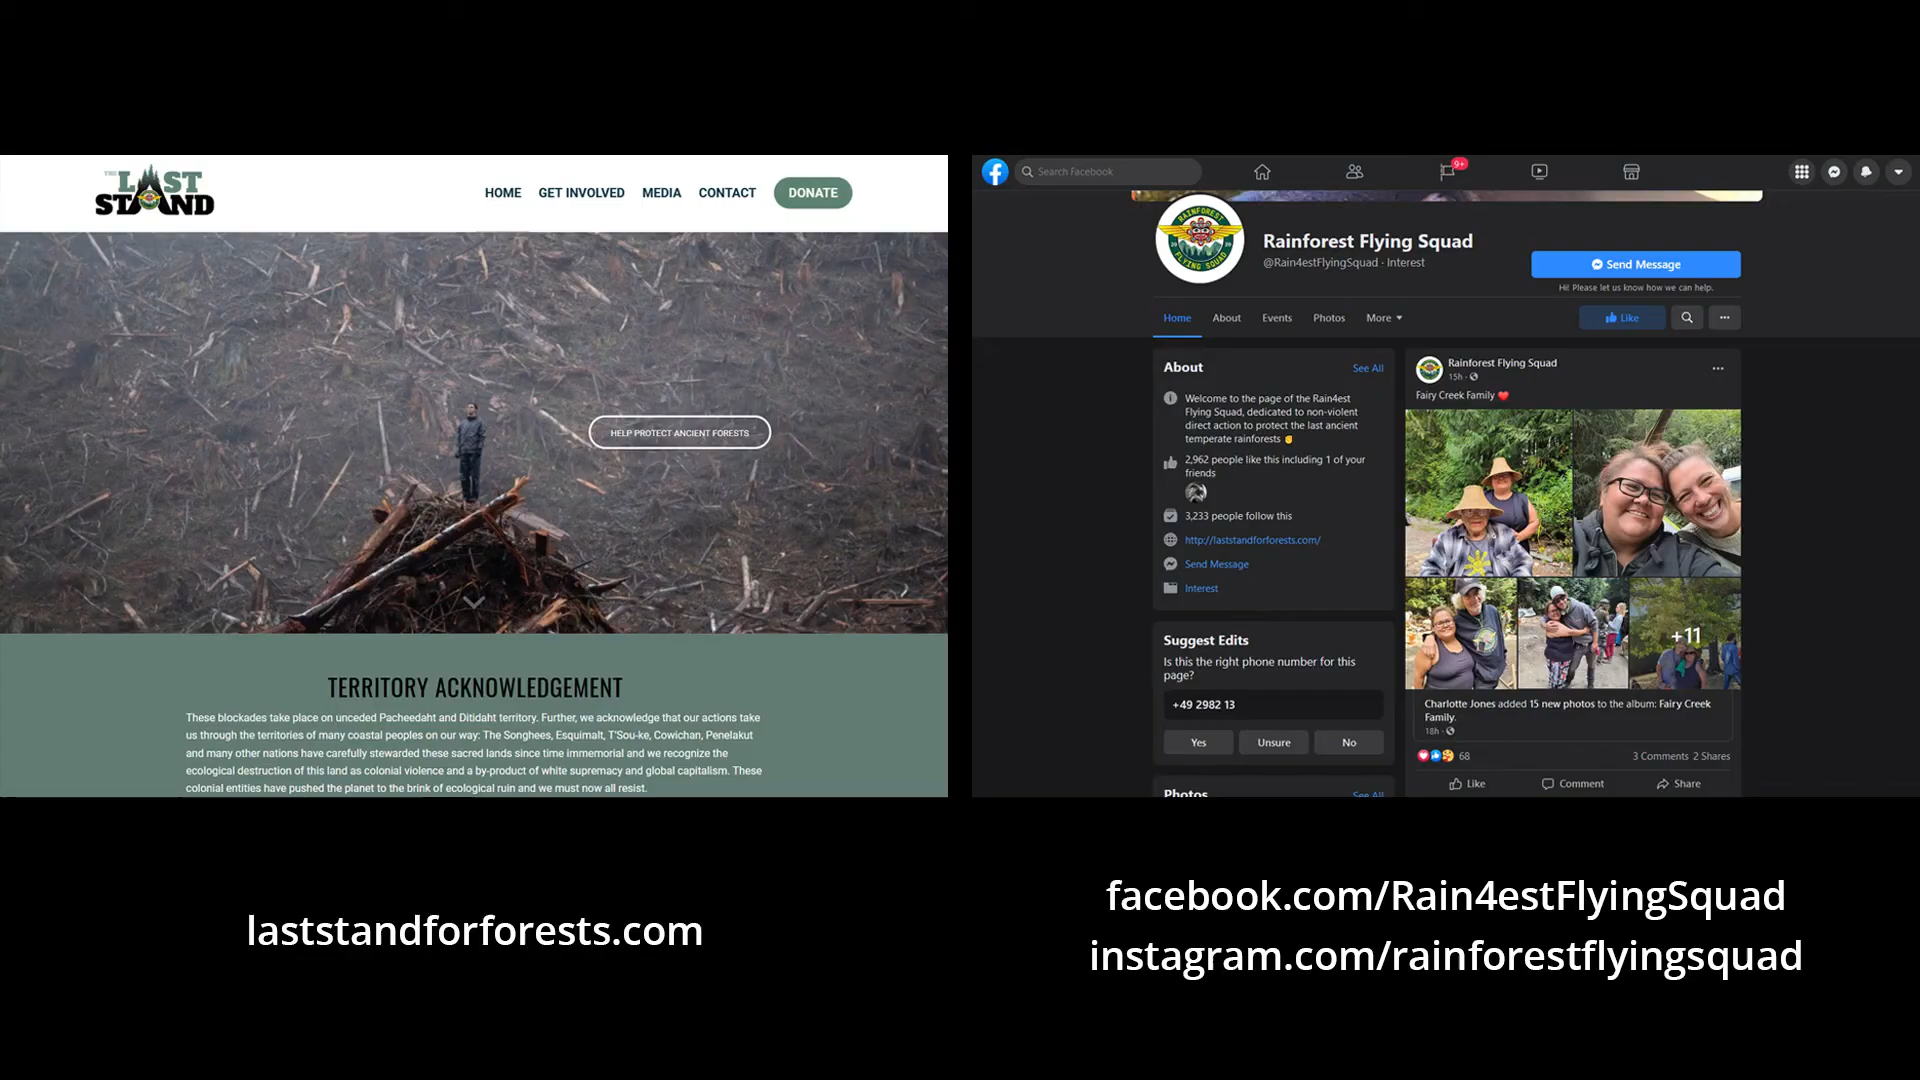 THE LAST
STAND
HOME
GET INVOLVED
MEDIA
CONTACT
DONATE
HELP PROTECT ANCIENT FORESTS
TERRITORY ACKNOWLEDGEMENT
These blockades take place on unceded Pacheedaht and Ditidaht territory. Further, we acknowledge that our actions take
us through the territories of many coastal peoples on our way: The Songhees, Esquimalt, T'Sou-ke, Cowichan, Penelakut
and many other nations have carefully stewarded these sacred lands since time immemorial and we recognize the
ecological destruction of this land as colonial violence and a by-product of white supremacy and global capitalism. These
colonial entities have pushed the planet to the brink of ecological ruin and we must now all resist.
laststandforforests.com
Search Facebook
9+
RAINFOREST
20 20
FLYING SQUAD
Rainforest Flying Squad
@Rain4estFlyingSquad · Interest
Send Message
Hi! Please let us know how we can help.
Home
About
Events
Photos
More
Like
About
See All
Welcome to the page of the Rain4est
Flying Squad, dedicated to non-violent
direct action to protect the last ancient
temperate rainforests ✊
2,962 people like this including 1 of your
friends
3,233 people follow this
http://laststandforforests.com/
Send Message
Interest
Suggest Edits
Is this the right phone number for this
page?
+49 2982 13
Yes
Unsure
No
Photos
See All
Rainforest Flying Squad
15h ·
Fairy Creek Family ❤️
+11
Charlotte Jones added 15 new photos to the album: Fairy Creek
Family.
18h ·
68
3 Comments 2 Shares
Like
Comment
Share
facebook.com/Rain4estFlyingSquad
instagram.com/rainforestflyingsquad